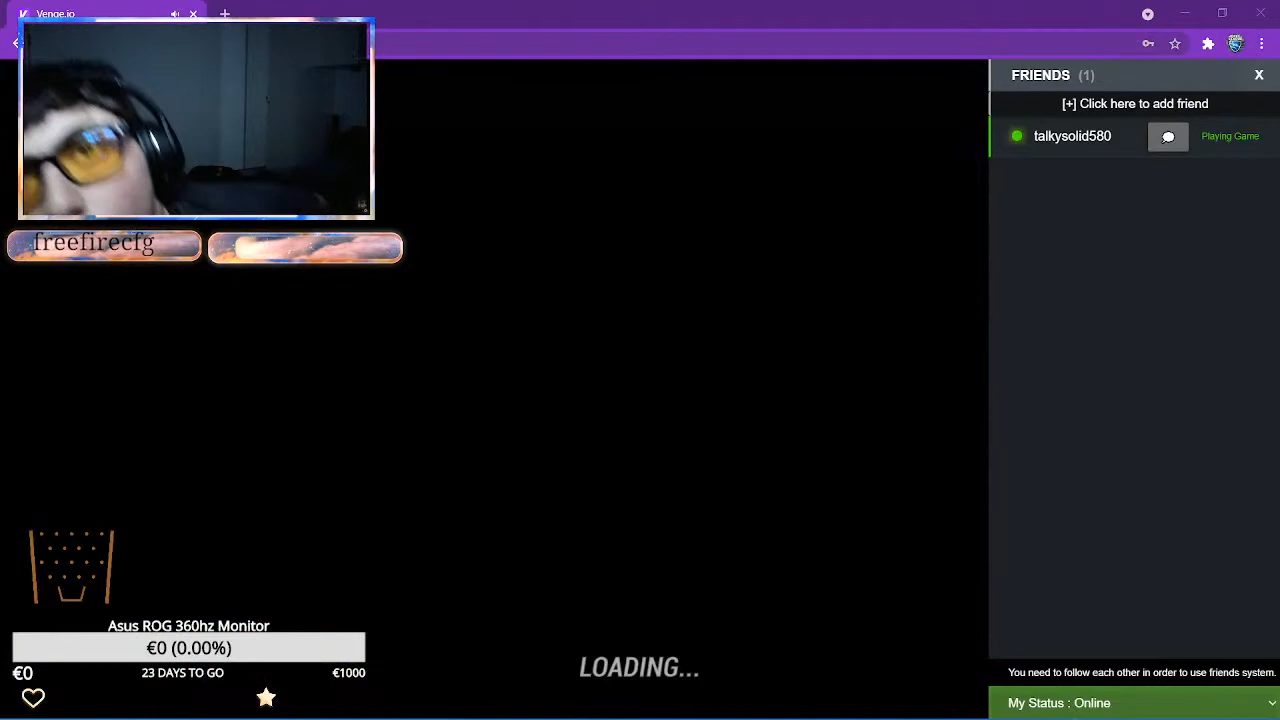 Venge.io
FRIENDS (1)
X
[+] Click here to add friend
talkysolid580
Playing Game
freefirecfg
Asus ROG 360hz Monitor
€0 (0.00%)
€0
23 DAYS TO GO
€1000
LOADING...
You need to follow each other in order to use friends system.
My Status : Online